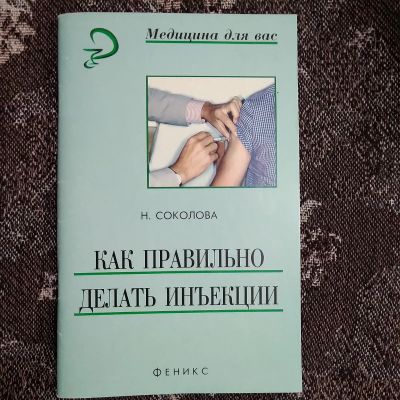 Медицина для вас
Н. СОКОЛОВА
КАК ПРАВИЛЬНО
ДЕЛАТЬ ИНЪЕКЦИИ
ФЕНИКС